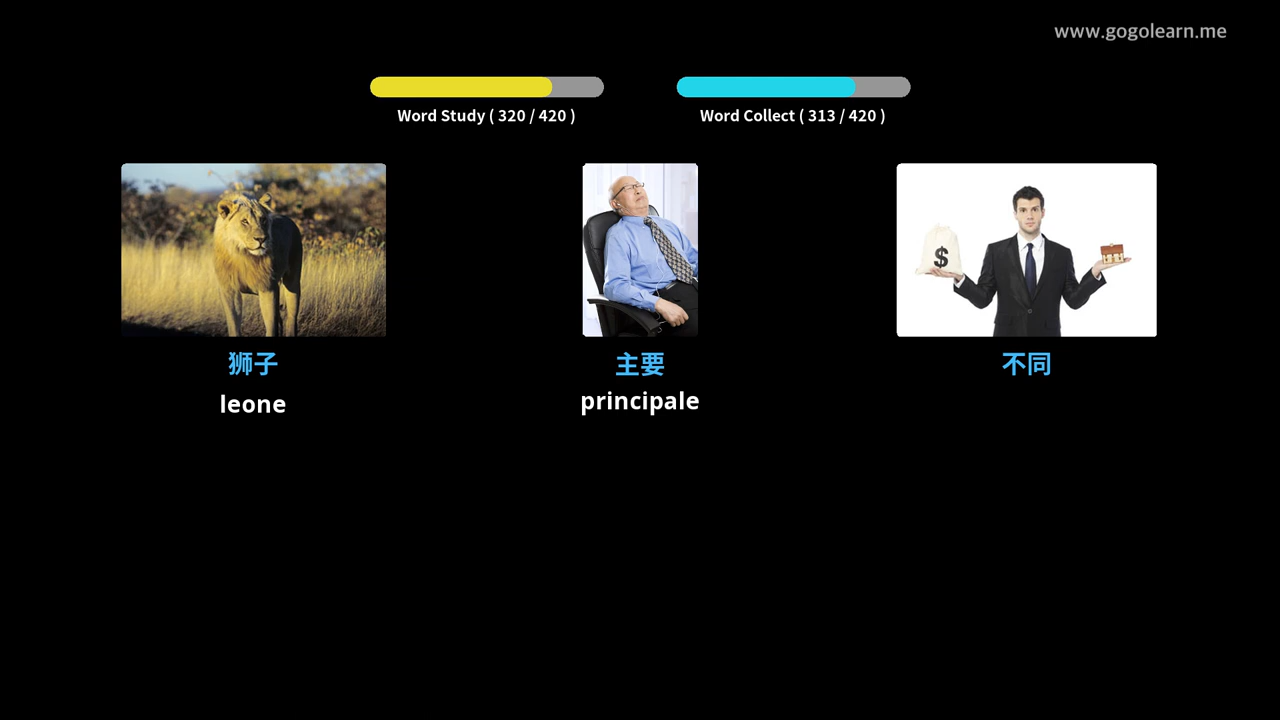 www.gogolearn.me
Word Study ( 320 / 420 )
Word Collect ( 313 / 420 )
$
狮子
主要
不同
leone
principale